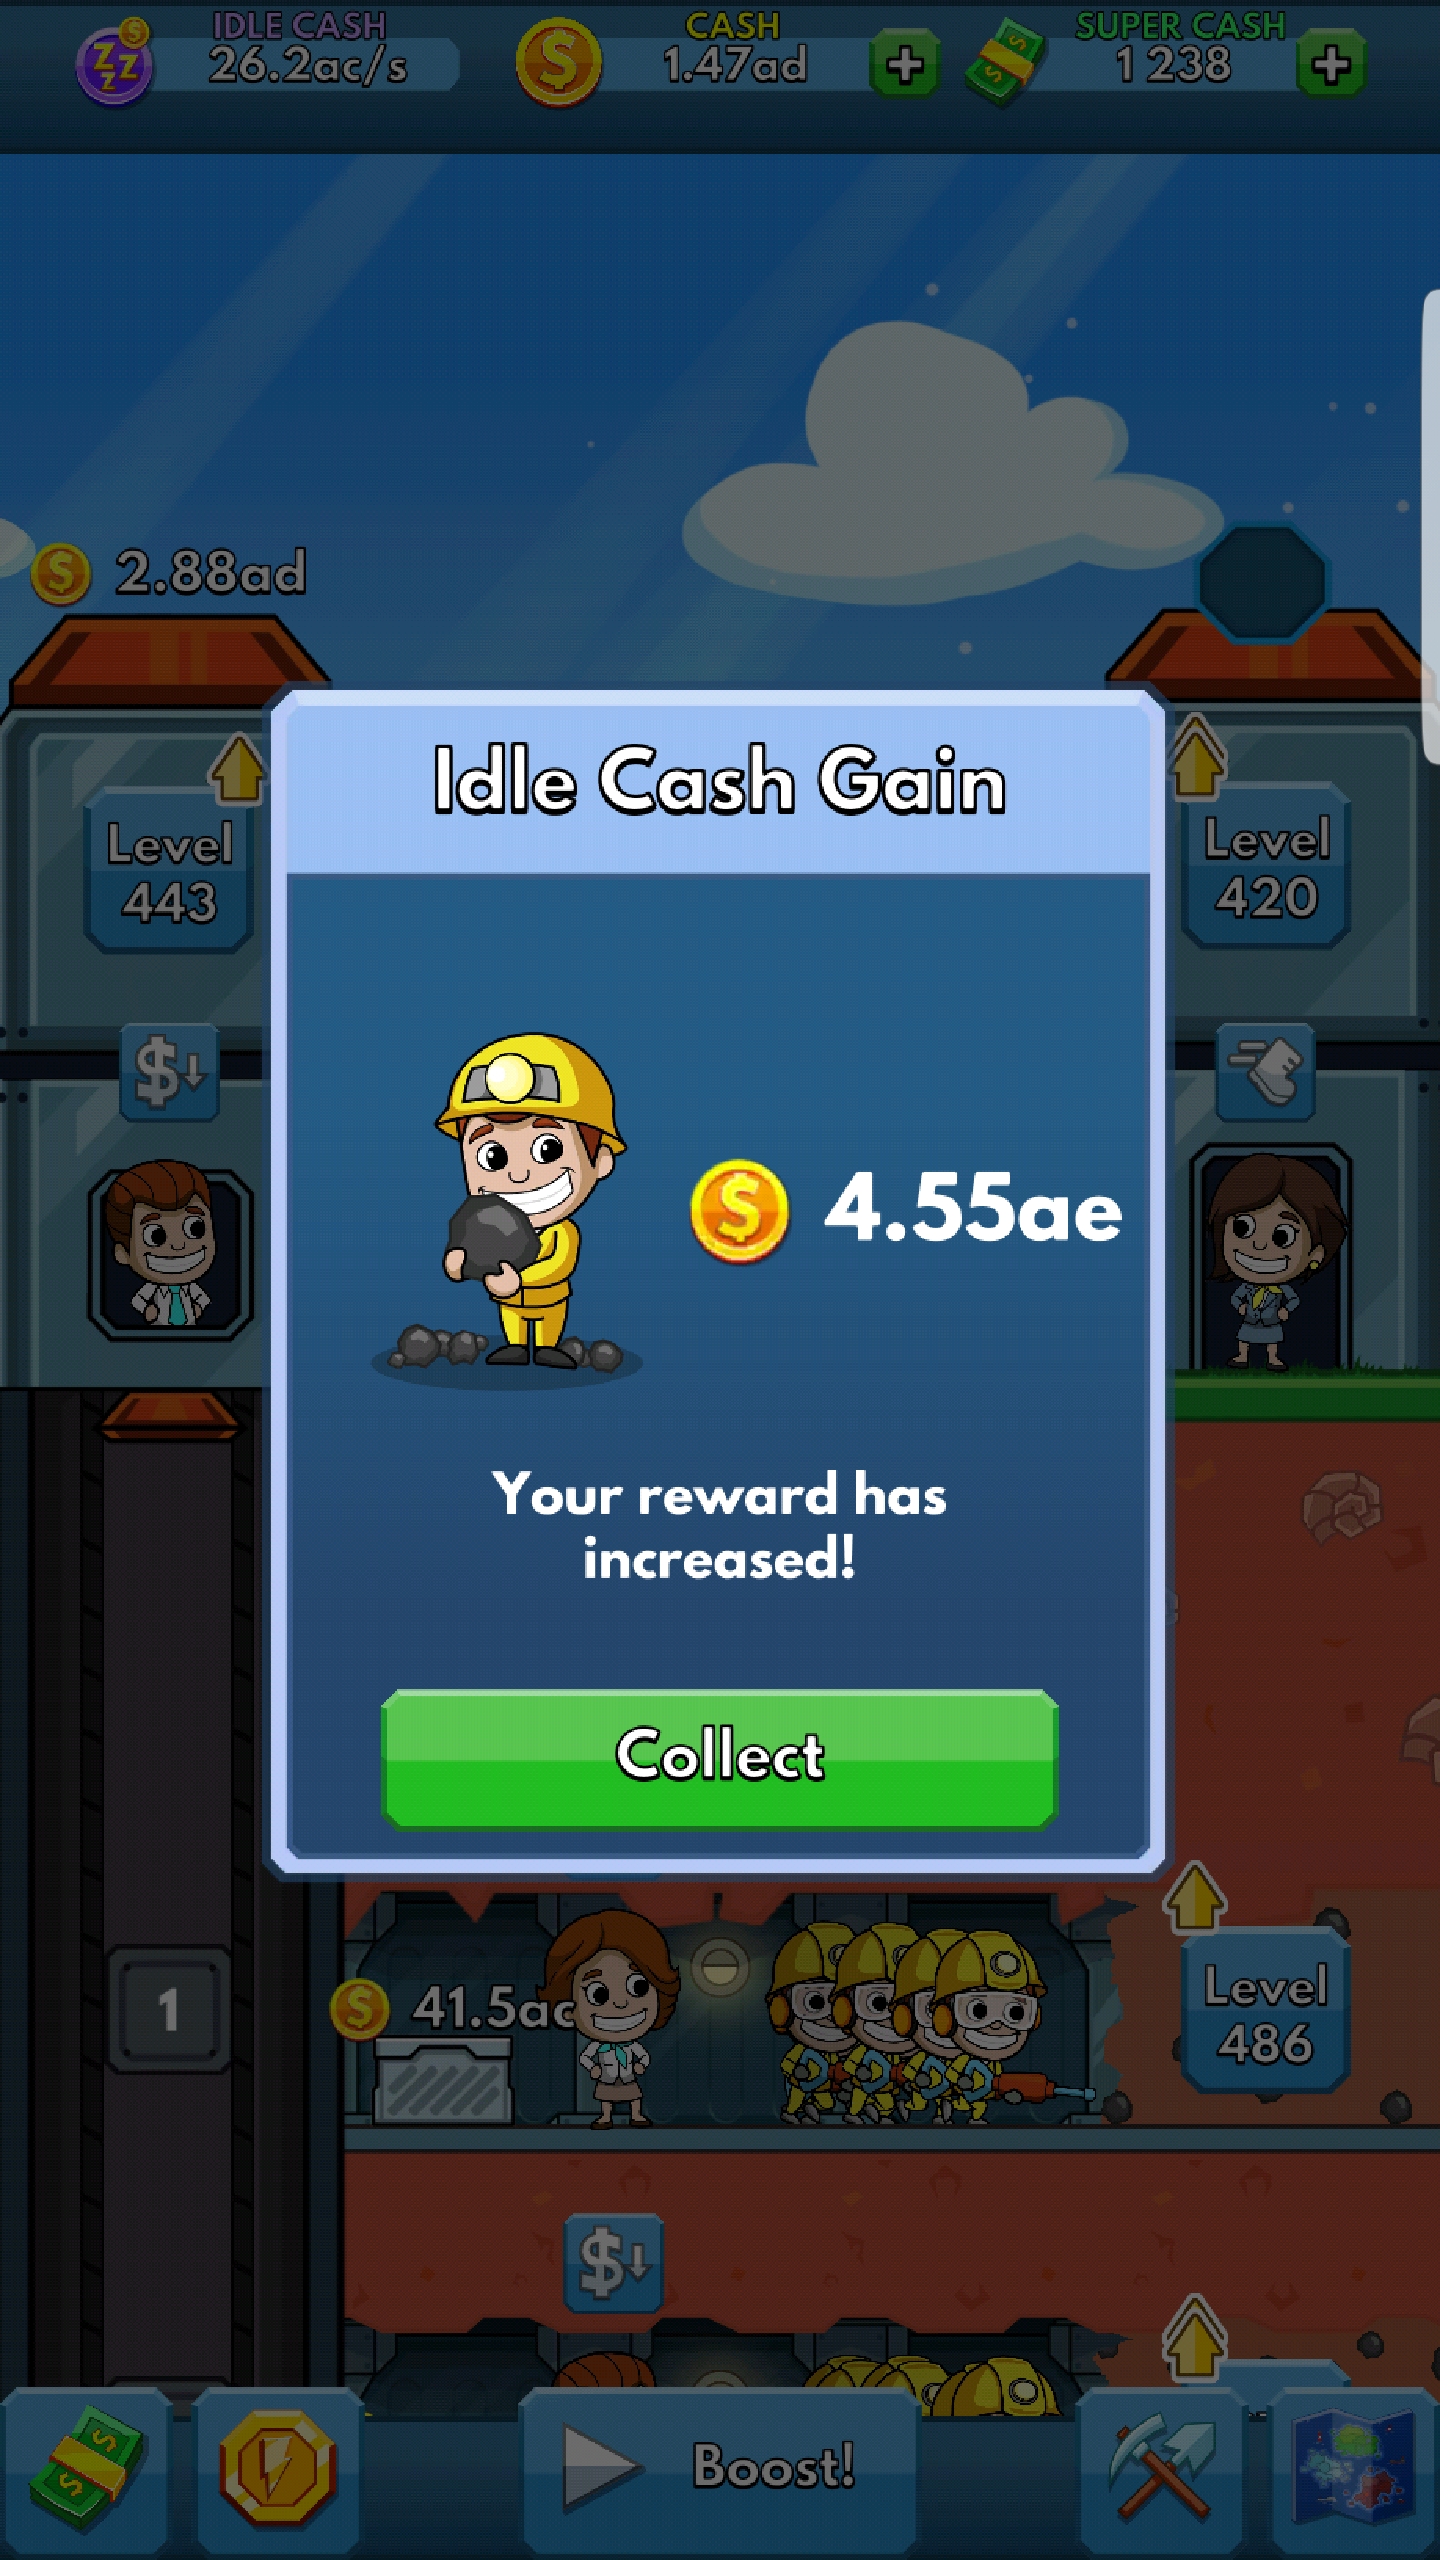 IDLE CASH
26.2ac/s
CASH
1.47ad
SUPER CASH
1 238
2.88ad
Level
443
Level
420
Idle Cash Gain
4.55ae
Your reward has
increased!
Collect
1
41.5ac
Level
486
Boost!